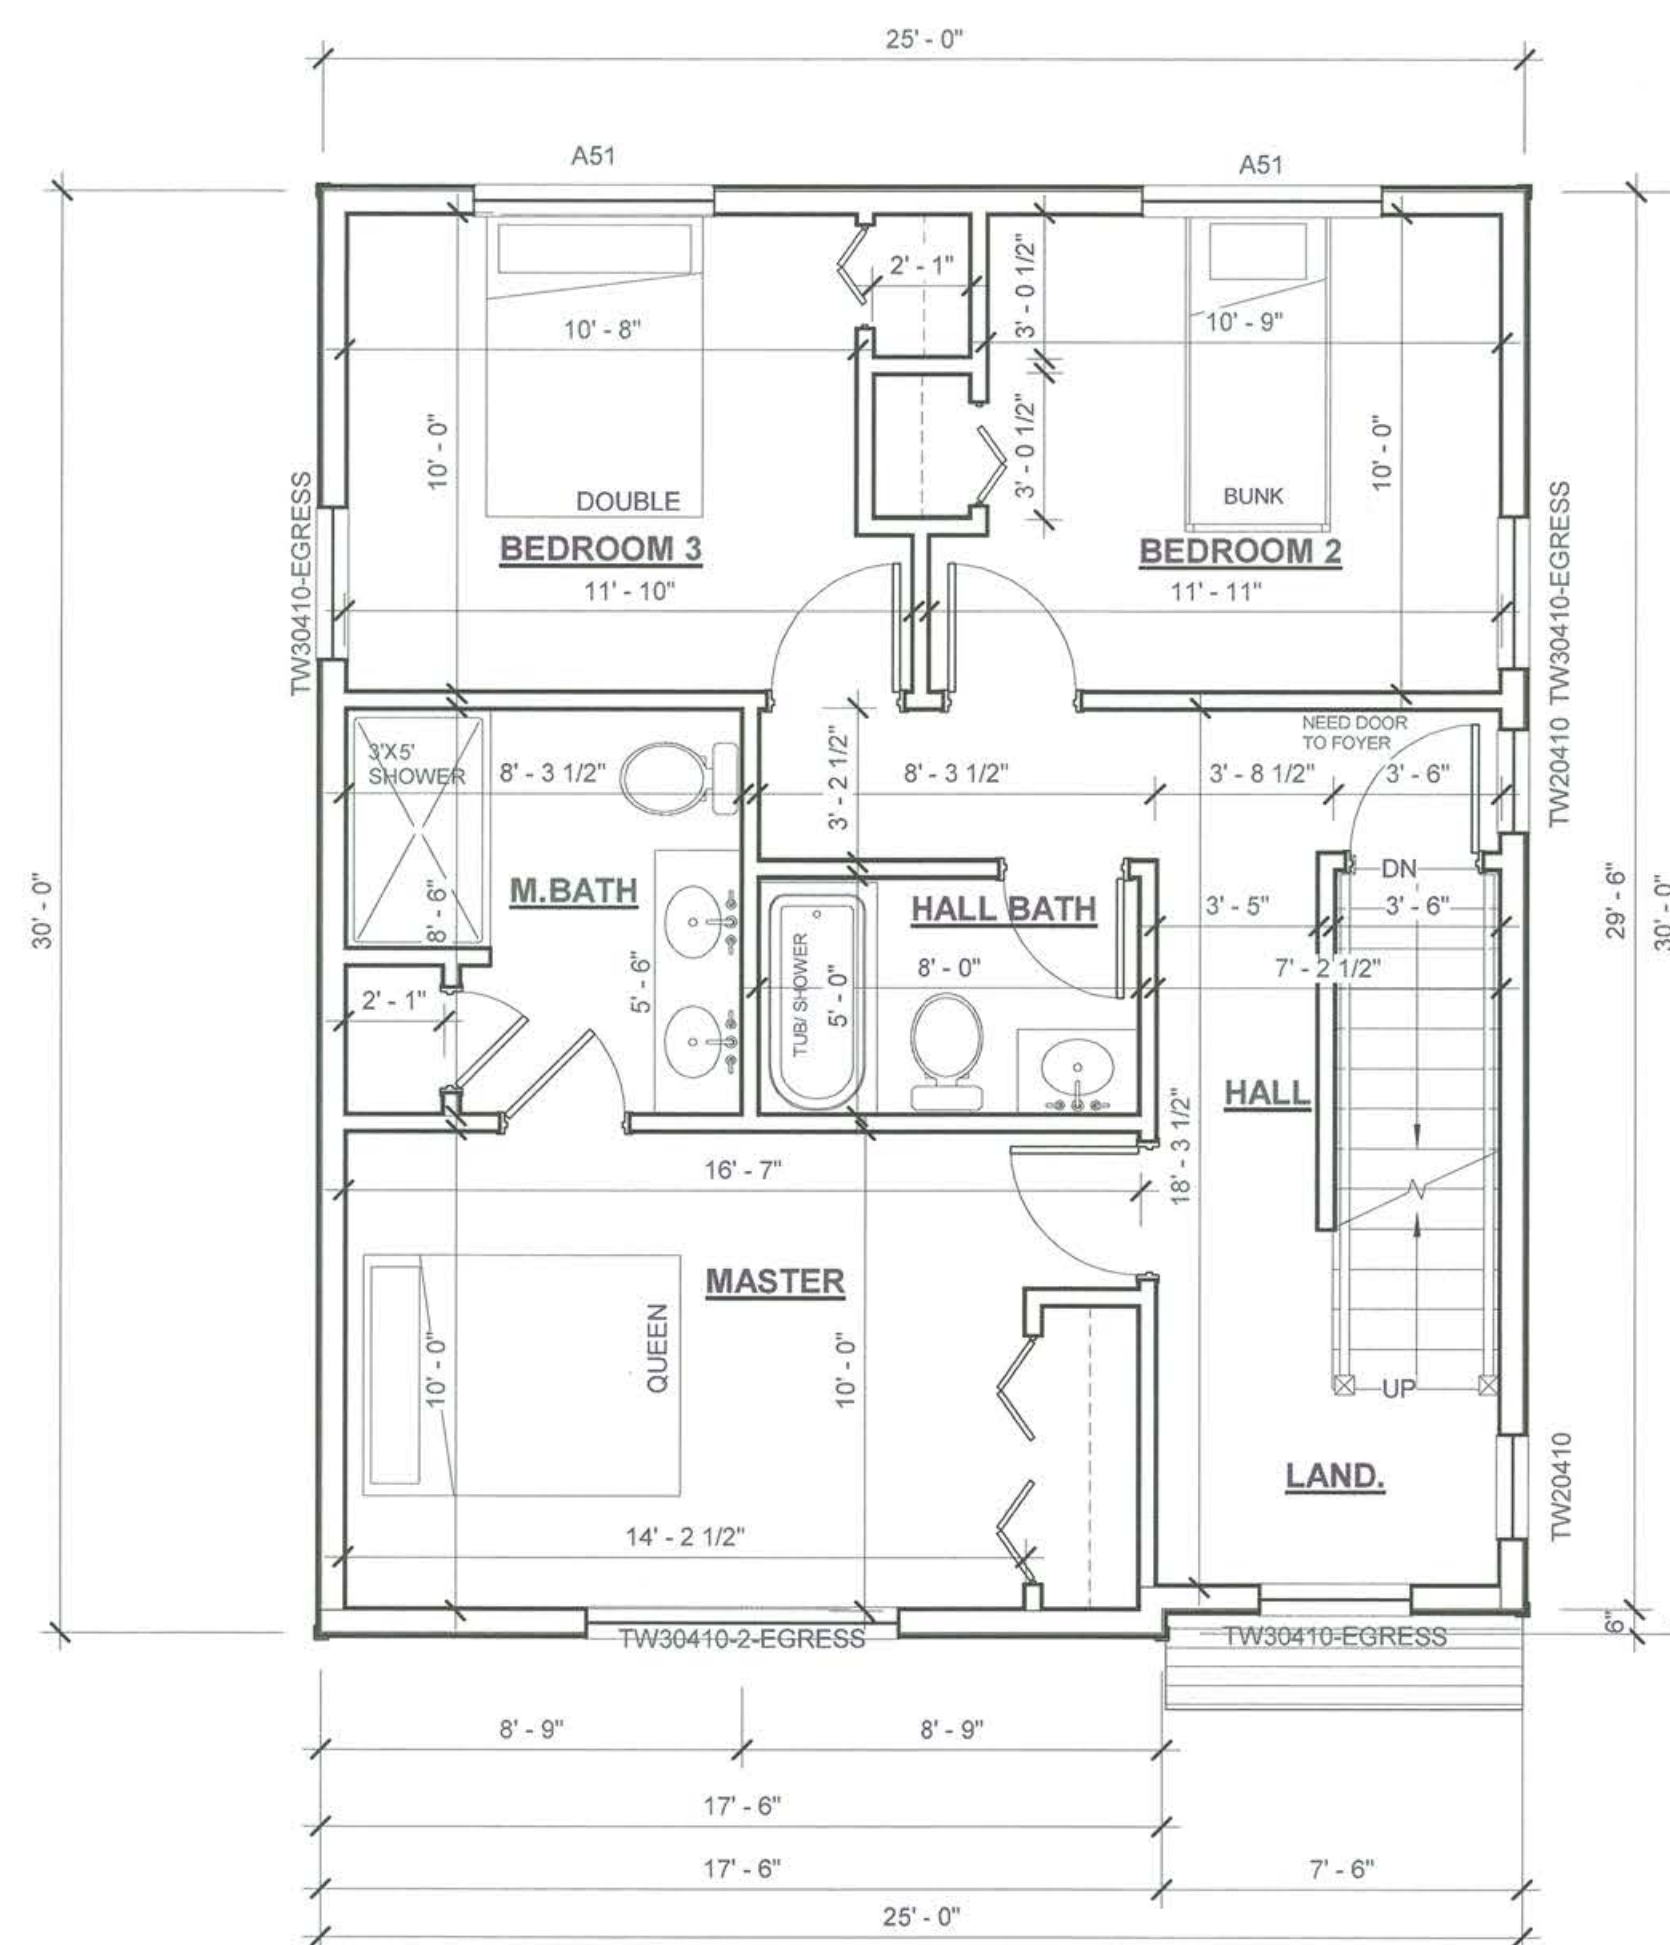 25' - 0"
A51
A51
2' - 1"
3' - 0 1/2"
10' - 8"
10' - 9"
10' - 0"
3' - 0 1/2"
10' - 0"
DOUBLE
BUNK
TW30410-EGRESS
BEDROOM 3
BEDROOM 2
TW30410-EGRESS
11' - 10"
11' - 11"
NEED DOOR
TO FOYER
3'X5'
SHOWER
8' - 3 1/2"
3' - 2 1/2"
8' - 3 1/2"
3' - 8 1/2"
3' - 6"
TW20410
DN
30' - 0"
8' - 6"
M.BATH
HALL BATH
3' - 5"
3' - 6"
29' - 6"
30' - 0"
2' - 1"
5' - 6"
TUB/ SHOWER
5' - 0"
8' - 0"
7' - 2 1/2"
HALL
18' - 3 1/2"
16' - 7"
MASTER
10' - 0"
QUEEN
10' - 0"
UP
LAND.
TW20410
14' - 2 1/2"
TW30410-2-EGRESS
TW30410-EGRESS
6"
8' - 9"
8' - 9"
17' - 6"
17' - 6"
7' - 6"
25' - 0"